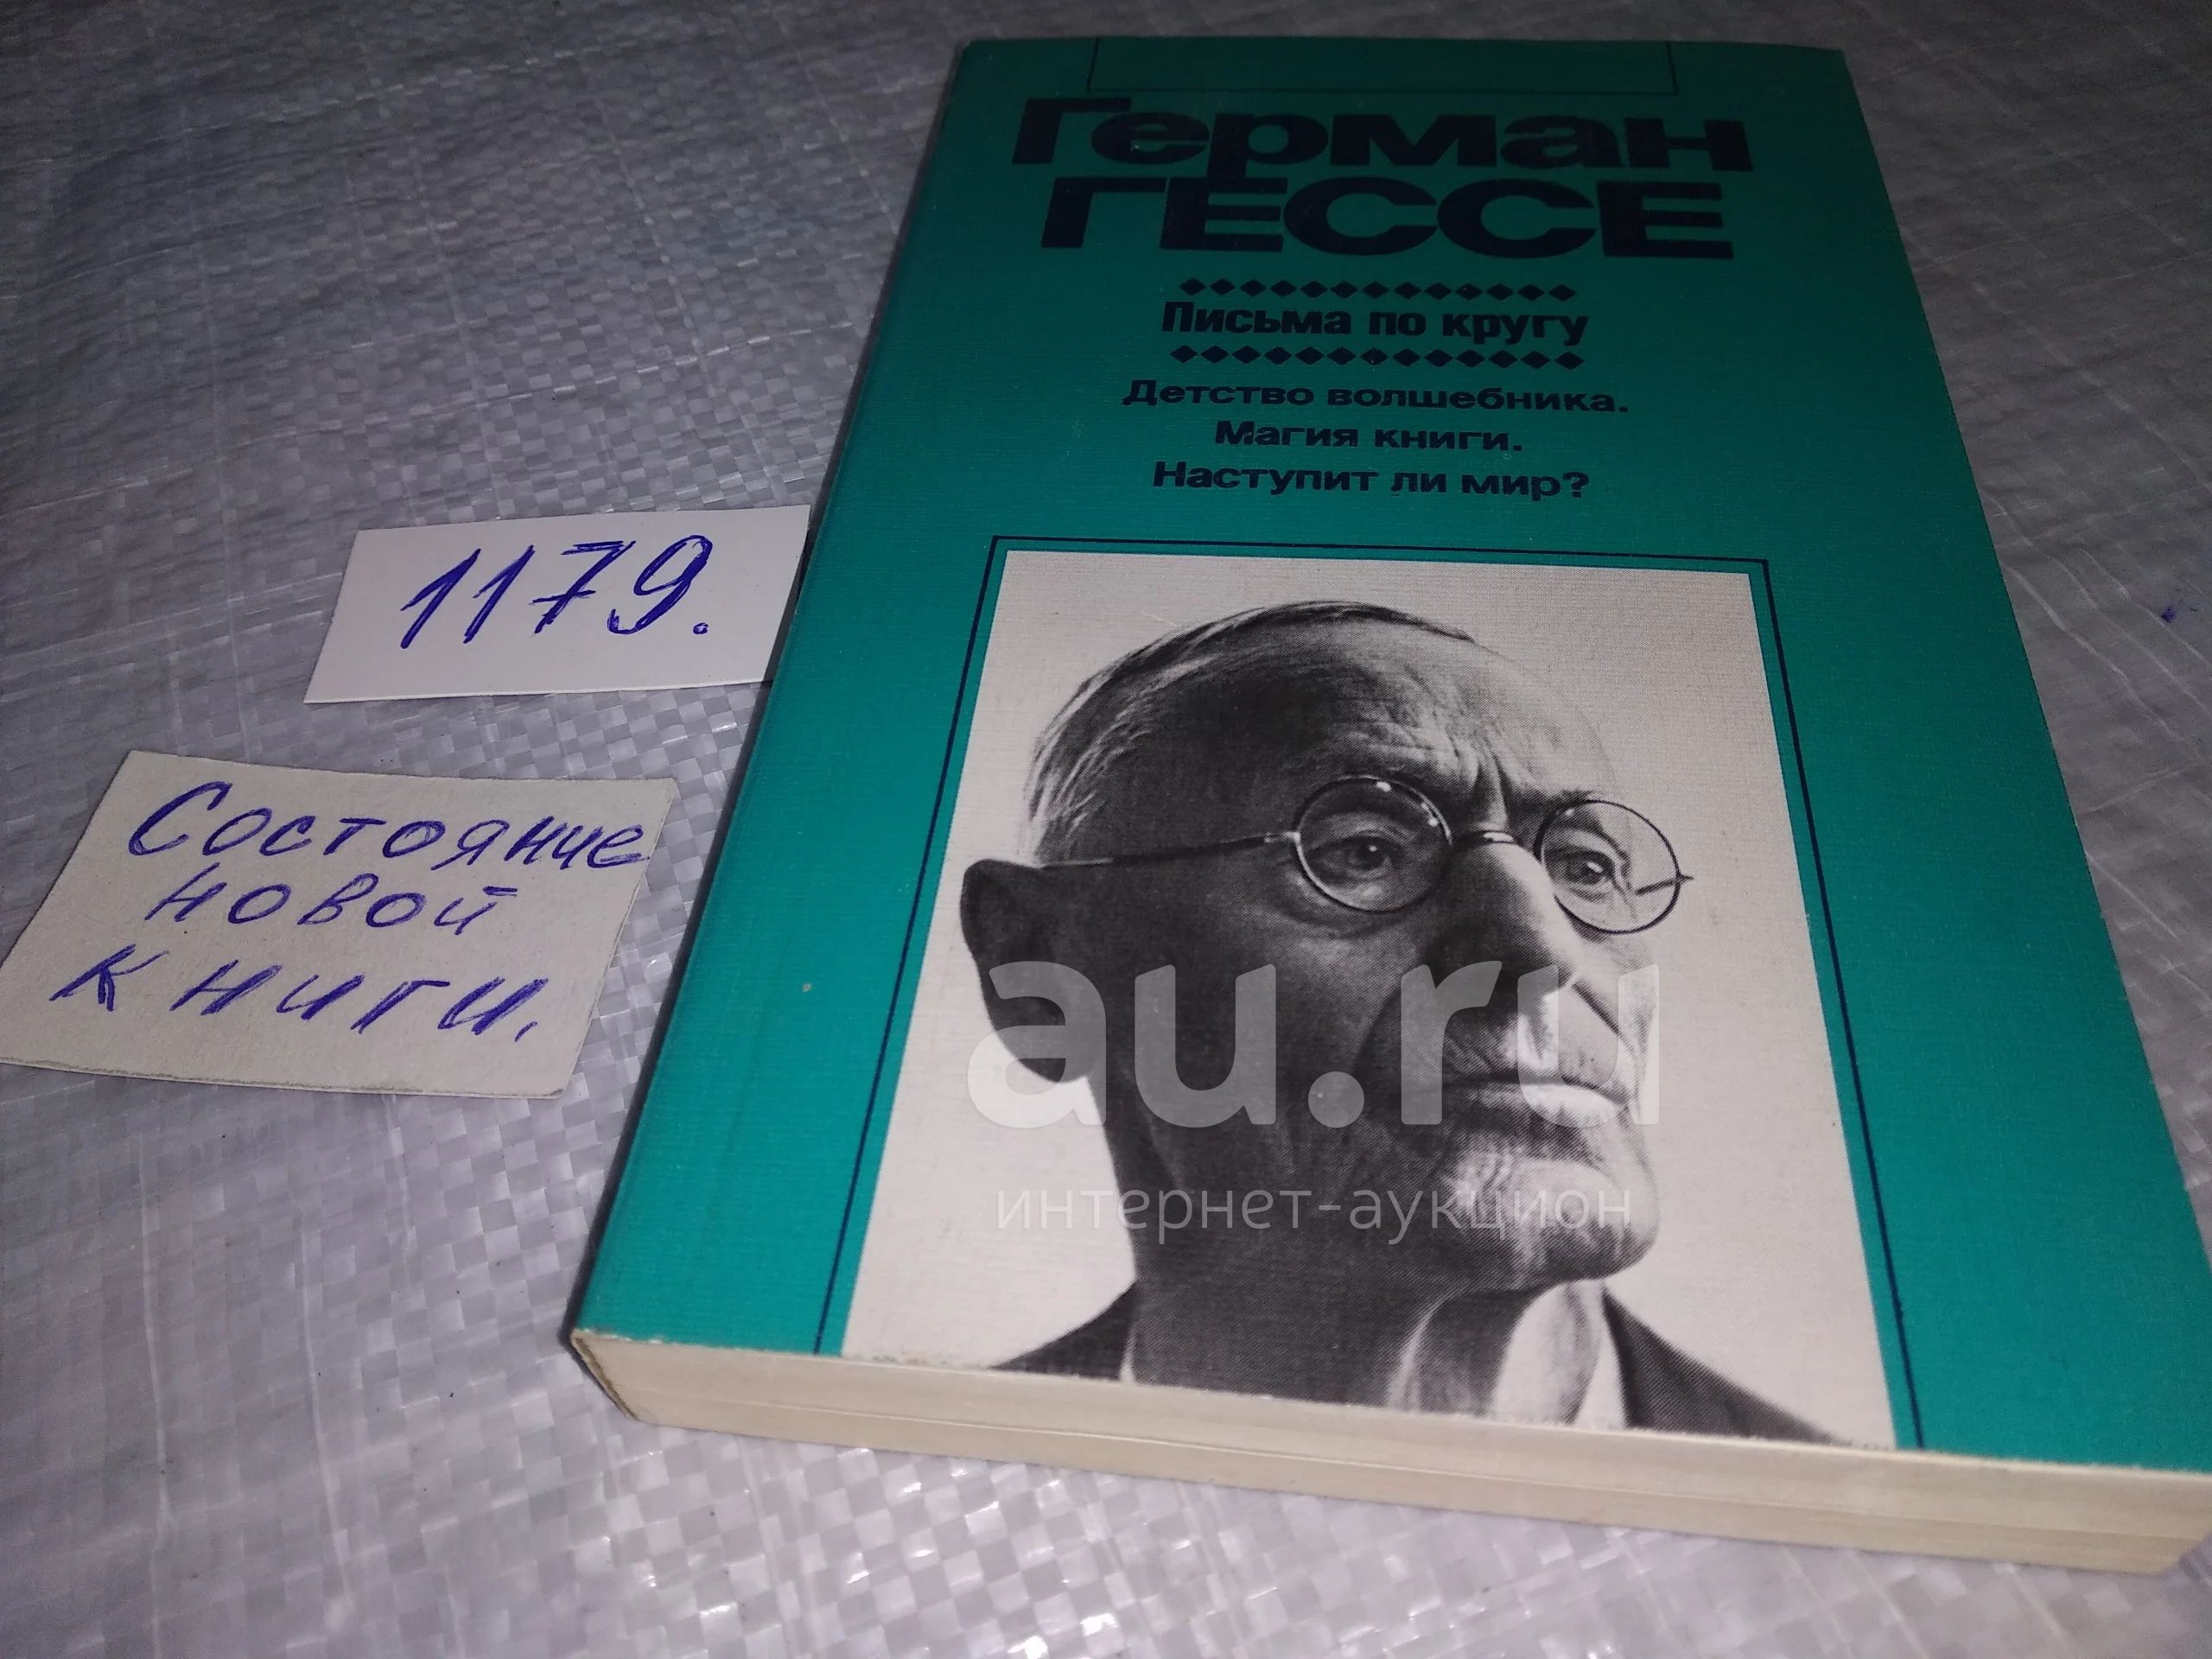 Герман
ГЕССЕ
Письма по кругу
Детство волшебника.
Магия книги.
Наступит ли мир?
1179.
Состояние
новой
книги.
au.ru
интернет-аукцион